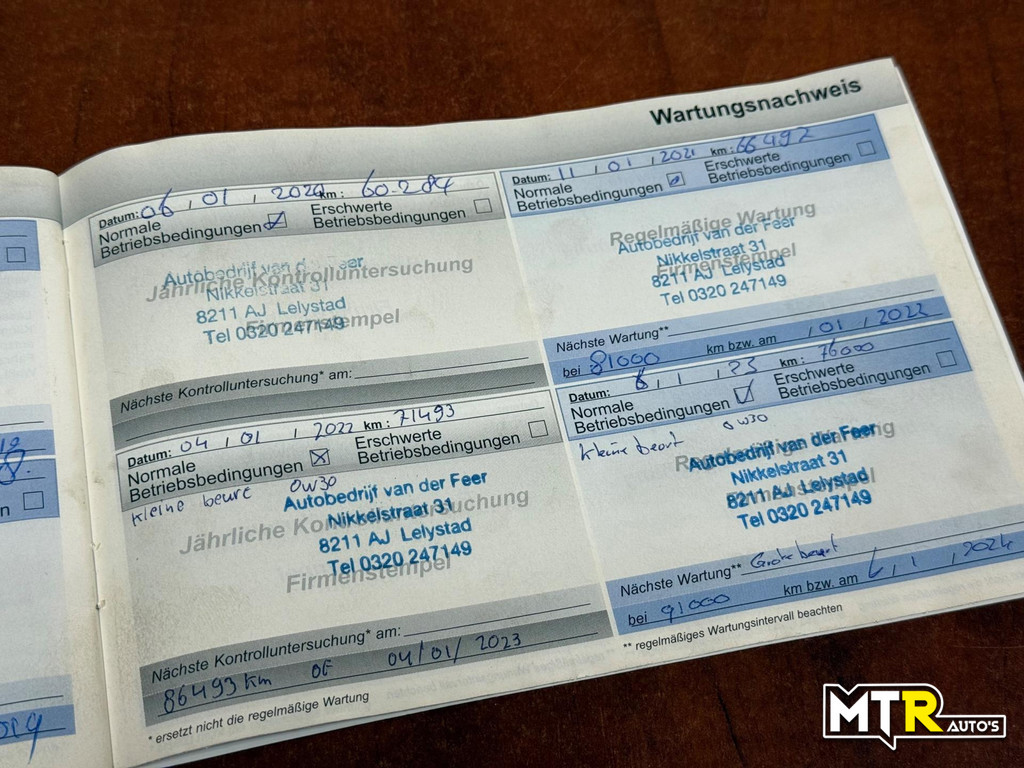 Wartungsnachweis
Datum: 06, 01, 2020 km: 60.284
Normale Betriebsbedingungen
Erschwerte Betriebsbedingungen
Jährliche Kontrolluntersuchung
Firmenstempel
Autobedrijf van d eer
Nikkelstraat 31
8211 AJ Lelystad
Tel 0320 247149
Nächste Kontrolluntersuchung* am:
Datum: 11, 01, 2021 km: 66492
Normale Betriebsbedingungen
Erschwerte Betriebsbedingungen
Regelmäßige Wartung
Firmenstempel
Autobedrijf van der Feer
Nikkelstraat 31
8211 AJ Lelystad
Tel 0320 247149
Nächste Wartung**
bei 81000 km bzw. am , 01, 2022
Datum: 04, 01, 2022 km: 71493
Normale Betriebsbedingungen
Erschwerte Betriebsbedingungen
kleine beurt 0W30
Autobedrijf van der Feer
Nikkelstraat 31
8211 AJ Lelystad
Tel 0320 247149
Jährliche Kontrolluntersuchung
Firmenstempel
Nächste Kontrolluntersuchung* am:
86493 km OF 04/01/2023
* ersetzt nicht die regelmäßige Wartung
Datum: 6, 1, 23 km: 76000
Normale Betriebsbedingungen
Erschwerte Betriebsbedingungen
kleine beurt 0W30
Autobedrijf van der Feer
Nikkelstraat 31
8211 AJ Lelystad
Tel 0320 247149
Nächste Wartung** Grote beurt
bei 91000 km bzw. am 6, 1, 2024
** regelmäßiges Wartungsintervall beachten
MTR AUTO'S